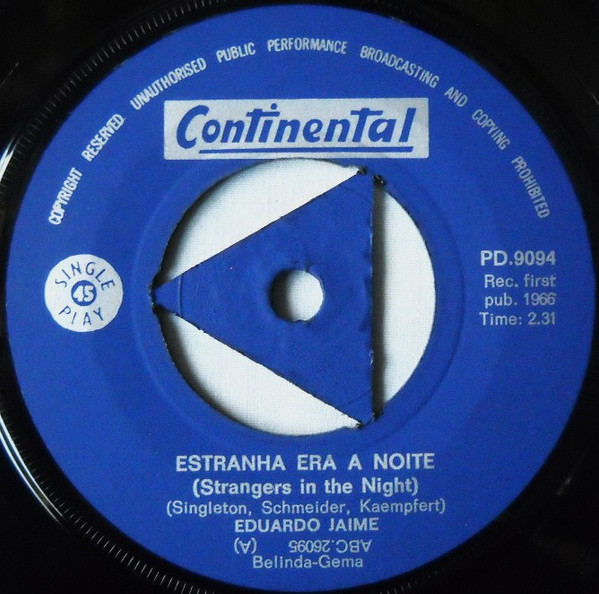 COPYRIGHT RESERVED UNAUTHORISED PUBLIC PERFORMANCE BROADCASTING AND COPYING PROHIBITED
Continental
SINGLE
45
PLAY
PD.9094
Rec. first
pub. 1966
Time: 2.31
ESTRANHA ERA A NOITE
(Strangers in the Night)
(Singleton, Schmeider, Kaempfert)
EDUARDO JAIME
ABC.26095
(A)
Belinda-Gema